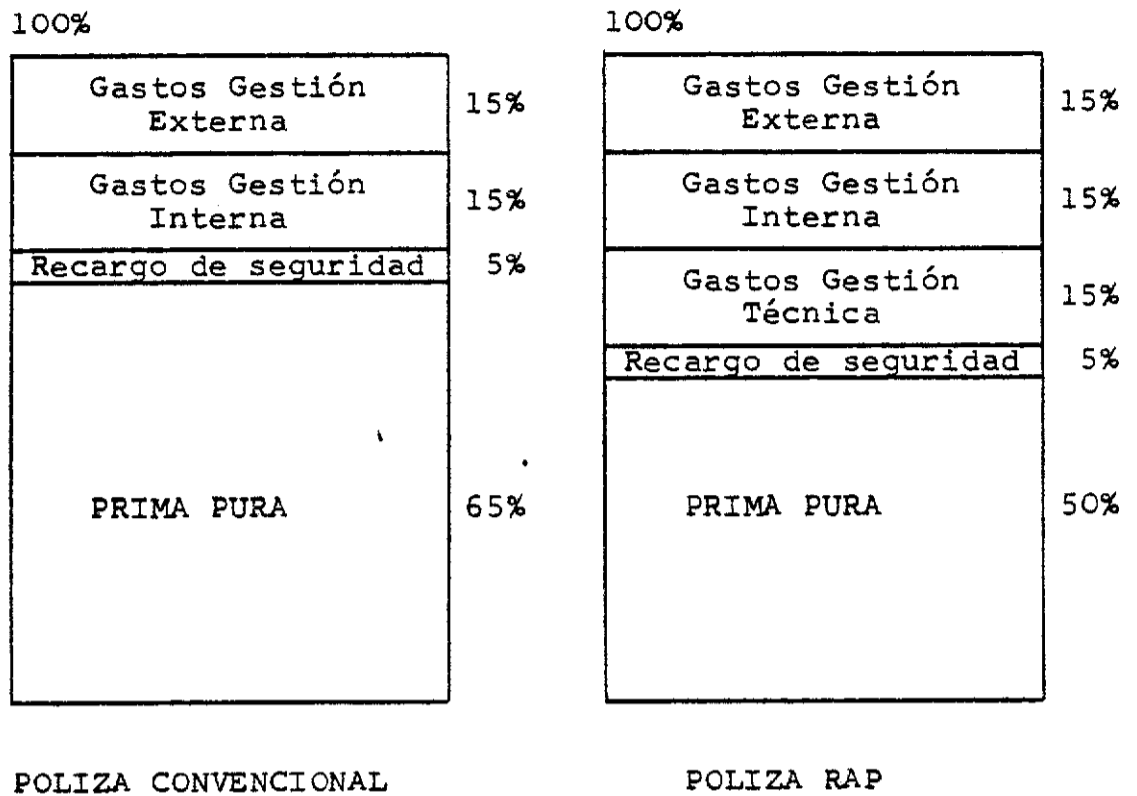 100%
Gastos Gestión
Externa
15%
Gastos Gestión
Interna
15%
Recargo de seguridad
5%
PRIMA PURA
65%
POLIZA CONVENCIONAL
100%
Gastos Gestión
Externa
15%
Gastos Gestión
Interna
15%
Gastos Gestión
Técnica
15%
Recargo de seguridad
5%
PRIMA PURA
50%
POLIZA RAP